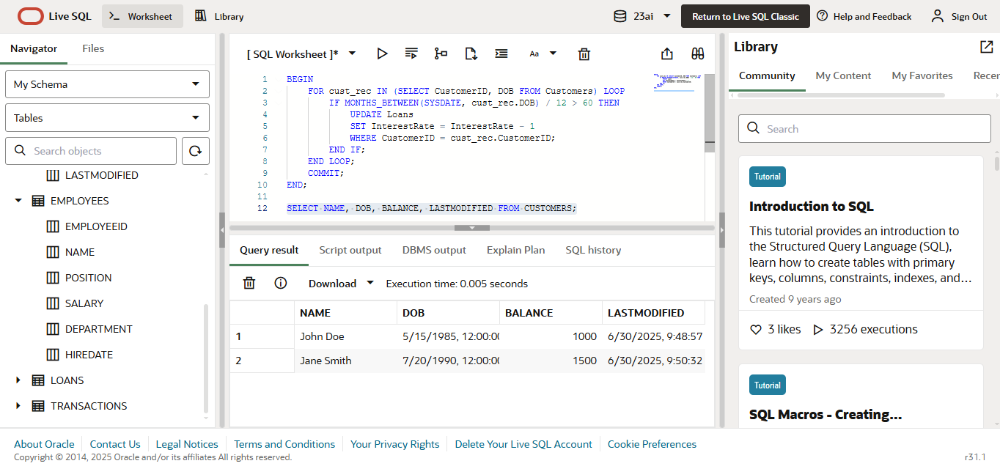 Live SQL
Worksheet
Library
23ai
Return to Live SQL Classic
Help and Feedback
Sign Out
Navigator
Files
My Schema
Tables
Search objects
LASTMODIFIED
EMPLOYEES
EMPLOYEEID
NAME
POSITION
SALARY
DEPARTMENT
HIREDATE
LOANS
TRANSACTIONS
[ SQL Worksheet ]*
Aa
1 BEGIN
2 FOR cust_rec IN (SELECT CustomerID, DOB FROM Customers) LOOP
3 IF MONTHS_BETWEEN(SYSDATE, cust_rec.DOB) / 12 > 60 THEN
4 UPDATE Loans
5 SET InterestRate = InterestRate - 1
6 WHERE CustomerID = cust_rec.CustomerID;
7 END IF;
8 END LOOP;
9 COMMIT;
10 END;
11
12 SELECT NAME, DOB, BALANCE, LASTMODIFIED FROM CUSTOMERS;
Query result
Script output
DBMS output
Explain Plan
SQL history
Download
Execution time: 0.005 seconds
NAME DOB BALANCE LASTMODIFIED
1 John Doe 5/15/1985, 12:00:00 1000 6/30/2025, 9:48:57
2 Jane Smith 7/20/1990, 12:00:00 1500 6/30/2025, 9:50:32
Library
Community
My Content
My Favorites
Recer
Search
Tutorial
Introduction to SQL
This tutorial provides an introduction to
the Structured Query Language (SQL),
learn how to create tables with primary
keys, columns, constraints, indexes, and...
Created 9 years ago
3 likes
3256 executions
Tutorial
SQL Macros - Creating...
About Oracle
Contact Us
Legal Notices
Terms and Conditions
Your Privacy Rights
Delete Your Live SQL Account
Cookie Preferences
Copyright © 2014, 2025 Oracle and/or its affiliates All rights reserved.
r31.1